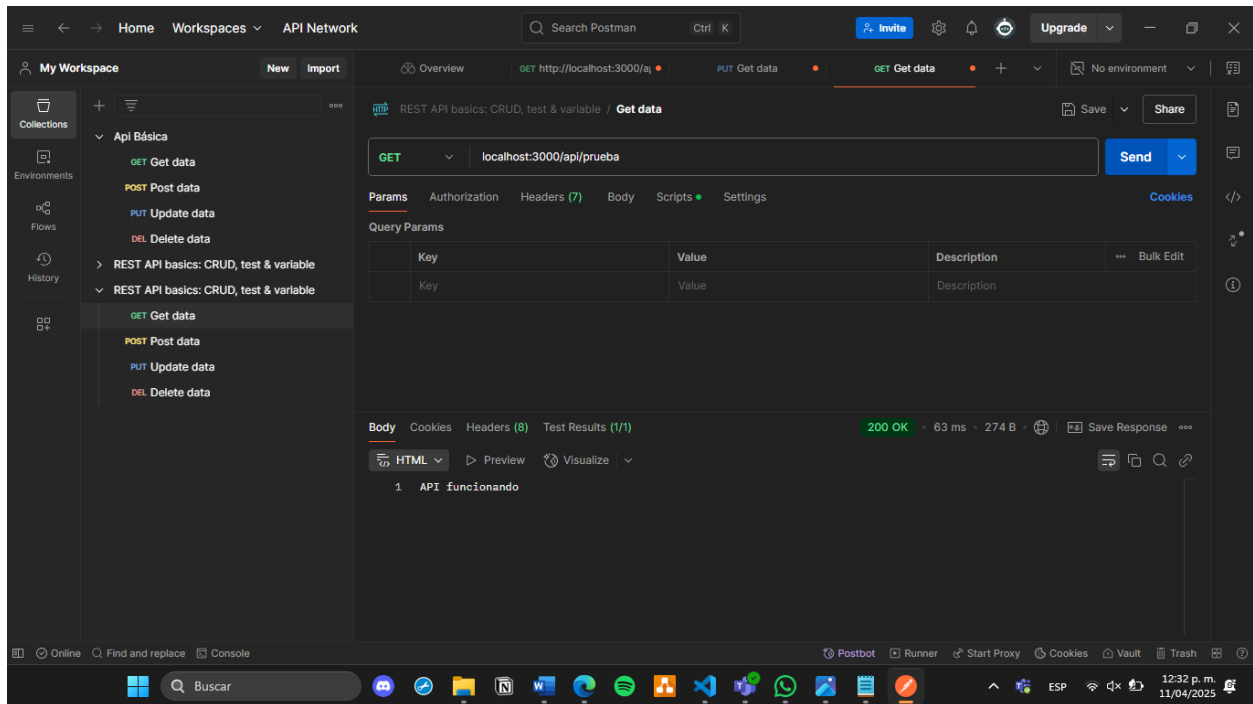 Home Workspaces API Network Search Postman Ctrl K Invite Upgrade
My Workspace New Import Overview GET http://localhost:3000/a PUT Get data GET Get data No environment
Collections
Environments
Flows
History
Api Básica
GET Get data
POST Post data
PUT Update data
DEL Delete data
REST API basics: CRUD, test & variable
REST API basics: CRUD, test & variable
GET Get data
POST Post data
PUT Update data
DEL Delete data
HTTP REST API basics: CRUD, test & variable / Get data Save Share
GET localhost:3000/api/prueba Send
Params Authorization Headers (7) Body Scripts Settings Cookies
Query Params
Key Value Description Bulk Edit
Key Value Description
Body Cookies Headers (8) Test Results (1/1) 200 OK 63 ms 274 B Save Response
HTML Preview Visualize
1 API funcionando
Online Find and replace Console Postbot Runner Start Proxy Cookies Vault Trash
Buscar ESP 12:32 p. m.
11/04/2025